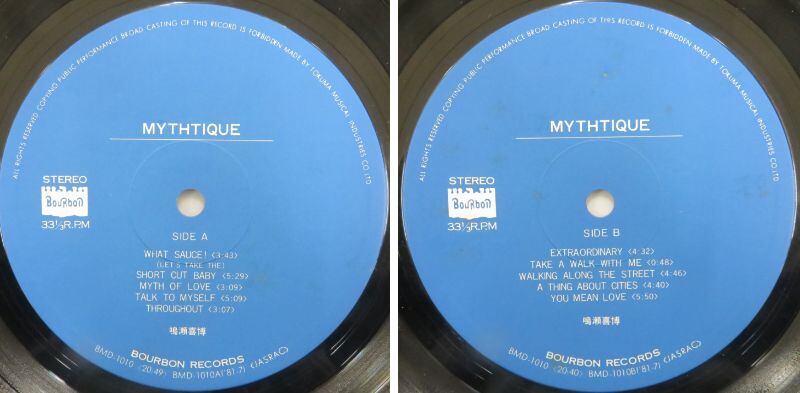 ALL RIGHTS RESERVED COPYING PUBLIC PERFORMANCE BROAD CASTING OF THIS RECORD IS FORBIDDEN MADE BY TOKUMA MUSICAL INDUSTRIES CO LTD
MYTHTIQUE
STEREO
BOURBON
33⅓R.P.M
SIDE A
WHAT SAUCE! <3:43>
(LET'S TAKE THE)
SHORT CUT BABY <5:29>
MYTH OF LOVE <3:09>
TALK TO MYSELF <5:09>
THROUGHOUT <3:07>
鳴瀬喜博
BOURBON RECORDS
BMD-1010 <20:49> BMD-1010A('81-7) (JASRAC)
ALL RIGHTS RESERVED COPYING PUBLIC PERFORMANCE BROAD CASTING OF THIS RECORD IS FORBIDDEN MADE BY TOKUMA MUSICAL INDUSTRIES CO LTD
MYTHTIQUE
STEREO
BOURBON
33⅓R.P.M
SIDE B
EXTRAORDINARY <4:32>
TAKE A WALK WITH ME <0:48>
WALKING ALONG THE STREET <4:46>
A THING ABOUT CITIES <4:40>
YOU MEAN LOVE <5:50>
鳴瀬喜博
BOURBON RECORDS
BMD-1010 <20:40> BMD-1010B('81-7) (JASRAC)